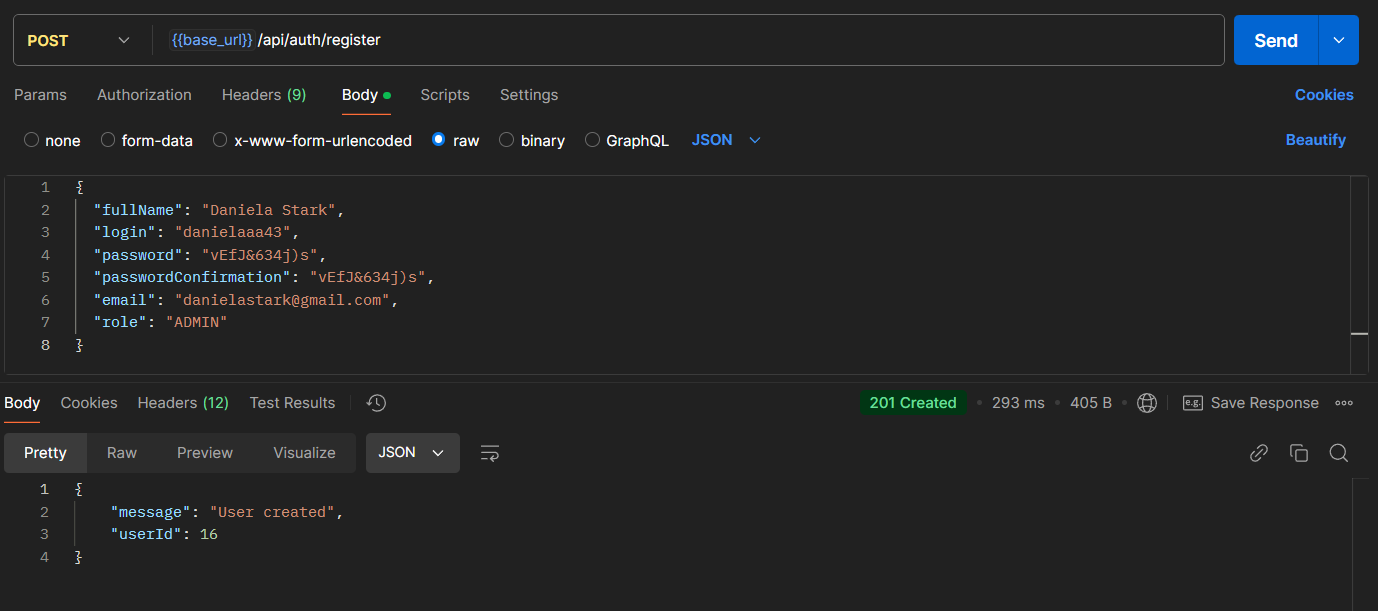 POST {{base_url}}/api/auth/register Send
Params Authorization Headers (9) Body Scripts Settings Cookies
none form-data x-www-form-urlencoded raw binary GraphQL JSON Beautify
1 {
2 "fullName": "Daniela Stark",
3 "login": "danielaaa43",
4 "password": "vEfJ&634j)s",
5 "passwordConfirmation": "vEfJ&634j)s",
6 "email": "danielastark@gmail.com",
7 "role": "ADMIN"
8 }
Body Cookies Headers (12) Test Results 201 Created • 293 ms • 405 B • e.g. Save Response
Pretty Raw Preview Visualize JSON
1 {
2 "message": "User created",
3 "userId": 16
4 }